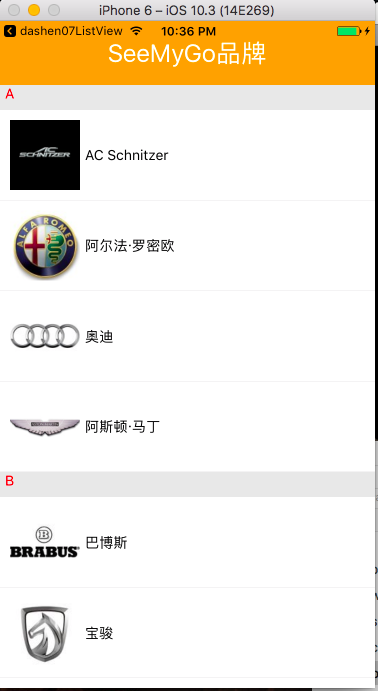 iPhone 6 – iOS 10.3 (14E269)
dashen07ListView 10:36 PM
SeeMyGo品牌
A
AC SCHNITZER
AC Schnitzer
ALFA ROMEO
阿尔法·罗密欧
奥迪
阿斯顿·马丁
B
B
BRABUS
巴博斯
宝骏